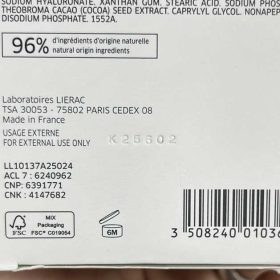 SODIUM HYALURONATE. XANTHAN GUM. STEARIC ACID. SODIUM PHOS
THEOBROMA CACAO (COCOA) SEED EXTRACT. CAPRYLYL GLYCOL. NONAPEP
DISODIUM PHOSPHATE. 1552A.
96% d'ingrédients d'origine naturelle
natural origin ingredients
Laboratoires LIERAC
TSA 30053 - 75802 PARIS CEDEX 08
Made in France
USAGE EXTERNE
FOR EXTERNAL USE ONLY
K25602
LL10137A25024
ACL 7 : 6240962
CNP: 6391771
CNK : 4147682
FSC
MIX
Packaging
FSC® C019054
6M
3 508240 01036